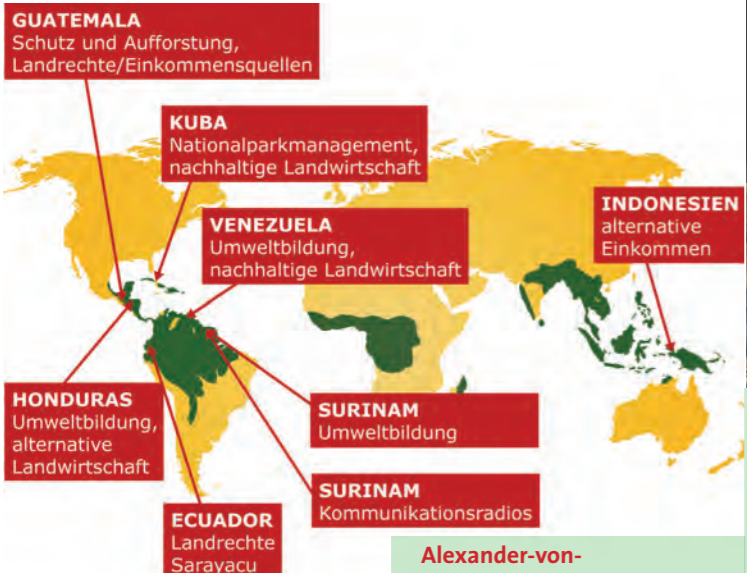 GUATEMALA
Schutz und Aufforstung,
Landrechte/Einkommensquellen
KUBA
Nationalparkmanagement,
nachhaltige Landwirtschaft
VENEZUELA
Umweltbildung,
nachhaltige Landwirtschaft
INDONESIEN
alternative
Einkommen
HONDURAS
Umweltbildung,
alternative
Landwirtschaft
SURINAM
Umweltbildung
SURINAM
Kommunikationsradios
ECUADOR
Landrechte
Sarayacu
Alexander-von-